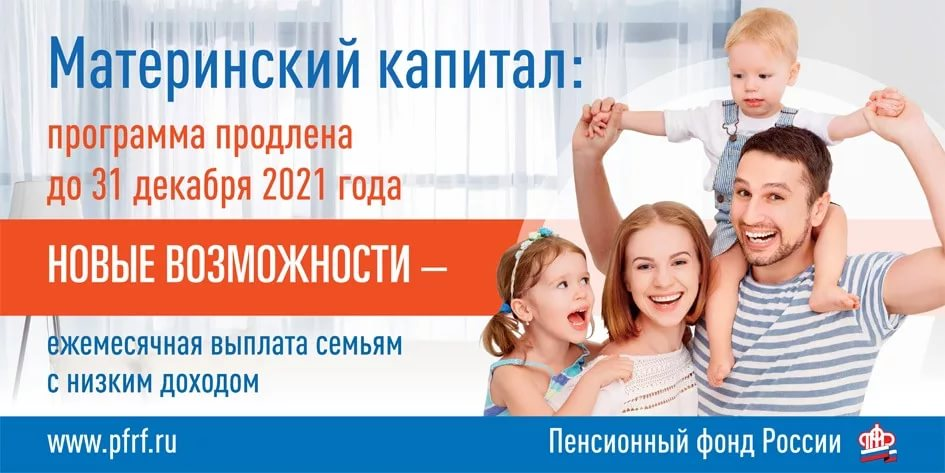 Материнский капитал:
программа продлена
до 31 декабря 2021 года
НОВЫЕ ВОЗМОЖНОСТИ –
ежемесячная выплата семьям
с низким доходом
www.pfrf.ru
Пенсионный фонд России